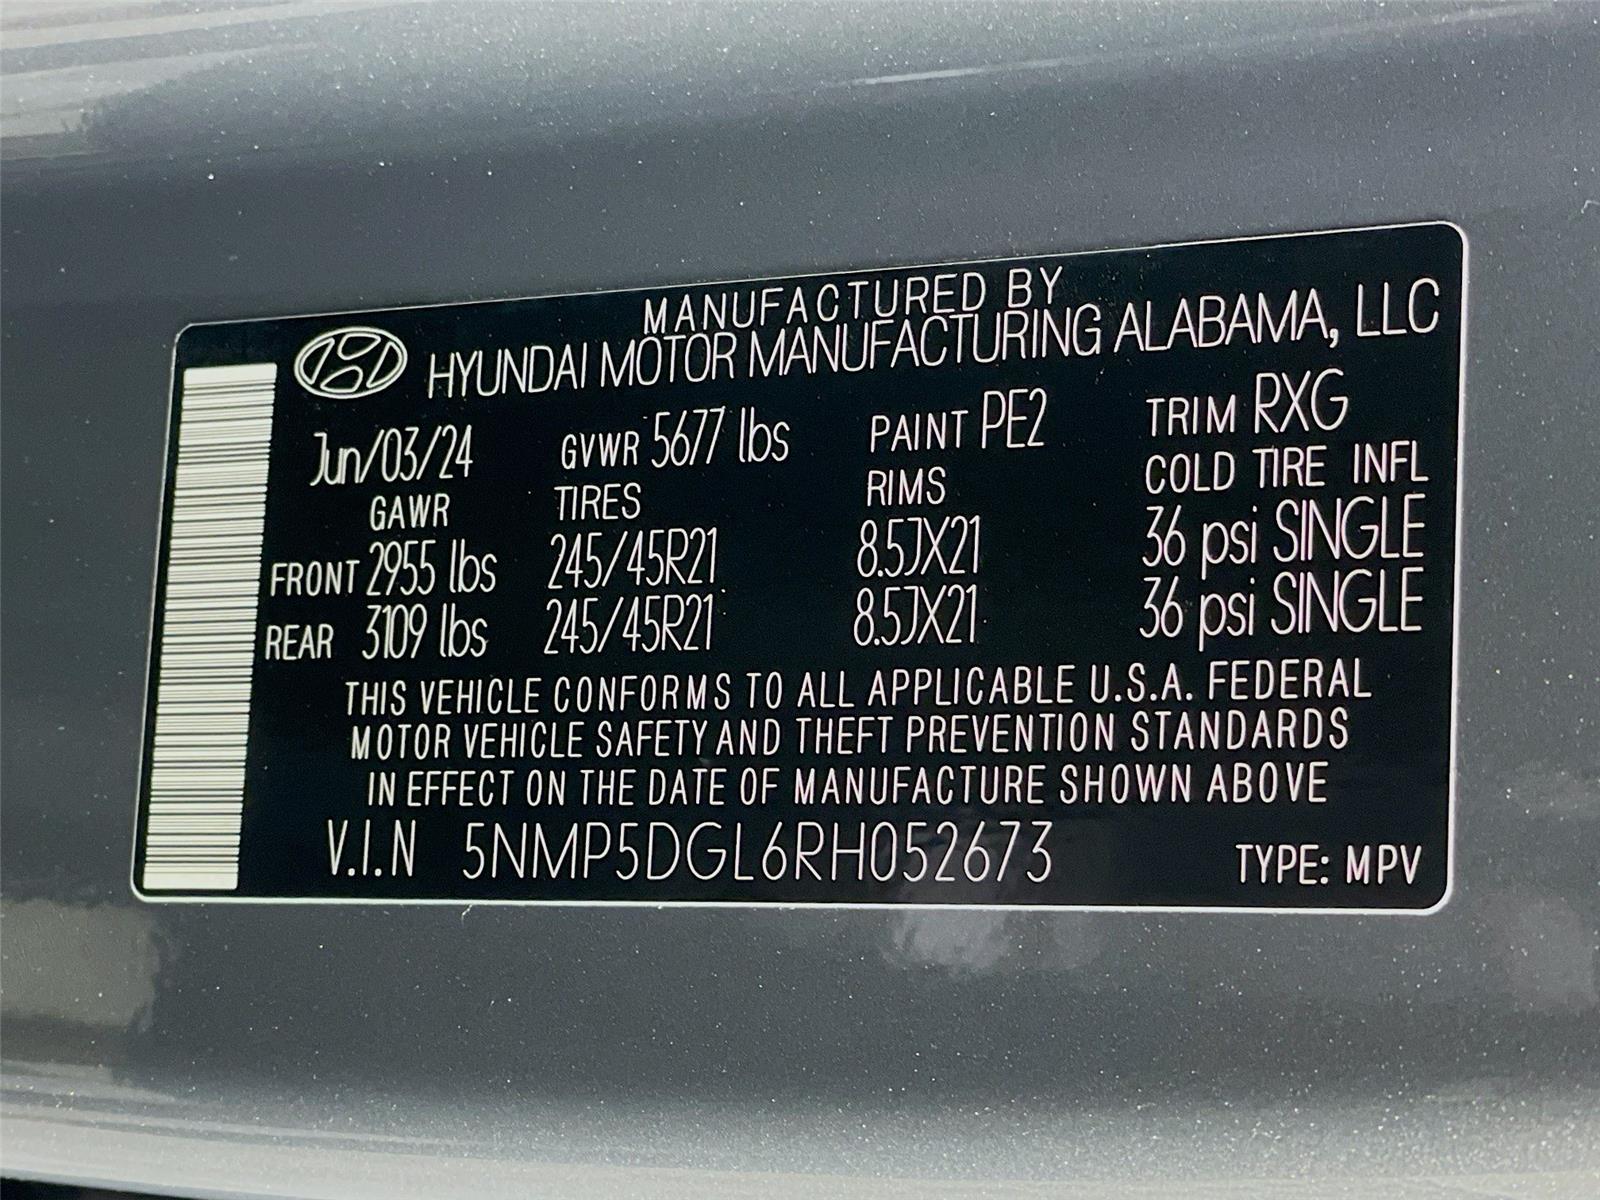 MANUFACTURED BY
HYUNDAI MOTOR MANUFACTURING ALABAMA, LLC
Jun/03/24 GVWR 5677 lbs PAINT PE2 TRIM RXG
GAWR TIRES RIMS COLD TIRE INFL
FRONT 2955 lbs 245/45R21 8.5JX21 36 psi SINGLE
REAR 3109 lbs 245/45R21 8.5JX21 36 psi SINGLE
THIS VEHICLE CONFORMS TO ALL APPLICABLE U.S.A. FEDERAL
MOTOR VEHICLE SAFETY AND THEFT PREVENTION STANDARDS
IN EFFECT ON THE DATE OF MANUFACTURE SHOWN ABOVE
V.I.N 5NMP5DGL6RH052673 TYPE: MPV